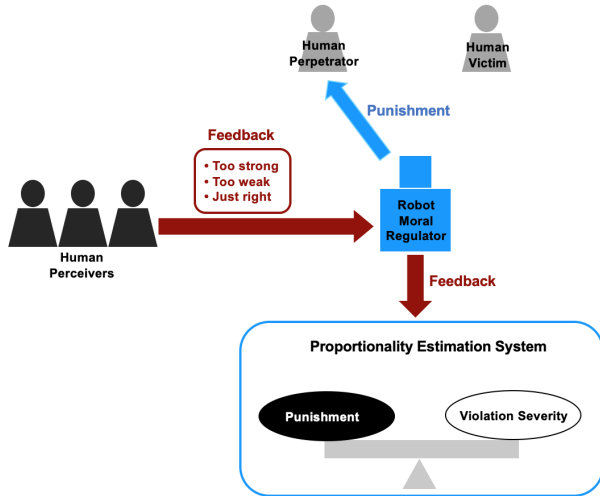 Human
Perpetrator
Human
Victim
Punishment
Feedback
• Too strong
• Too weak
• Just right
Human
Perceivers
Robot
Moral
Regulator
Feedback
Proportionality Estimation System
Punishment
Violation Severity